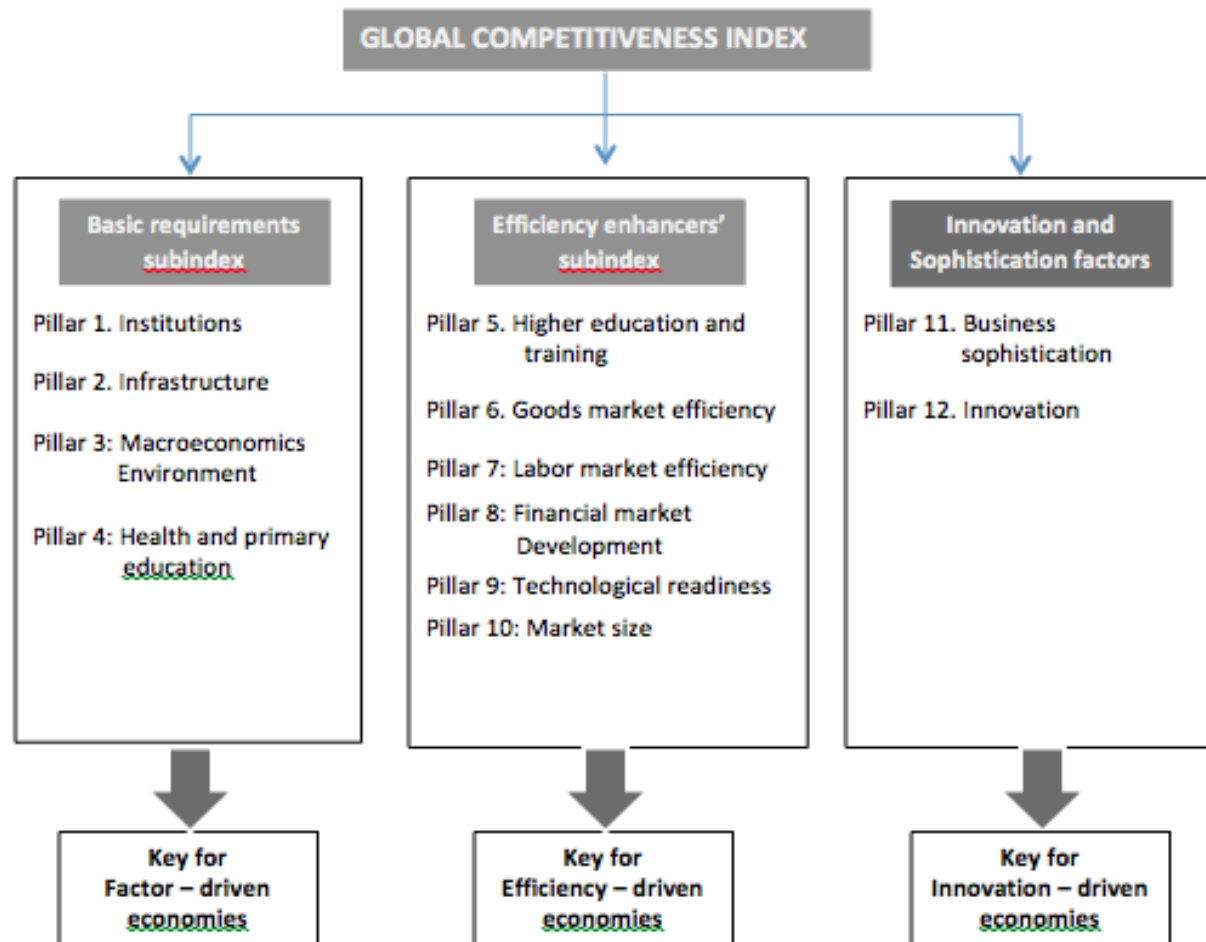 GLOBAL COMPETITIVENESS INDEX
Basic requirements
subindex
Pillar 1. Institutions
Pillar 2. Infrastructure
Pillar 3: Macroeconomics
Environment
Pillar 4: Health and primary
education
Key for
Factor – driven
economies
Efficiency enhancers’
subindex
Pillar 5. Higher education and
training
Pillar 6. Goods market efficiency
Pillar 7: Labor market efficiency
Pillar 8: Financial market
Development
Pillar 9: Technological readiness
Pillar 10: Market size
Key for
Efficiency – driven
economies
Innovation and
Sophistication factors
Pillar 11. Business
sophistication
Pillar 12. Innovation
Key for
Innovation – driven
economies